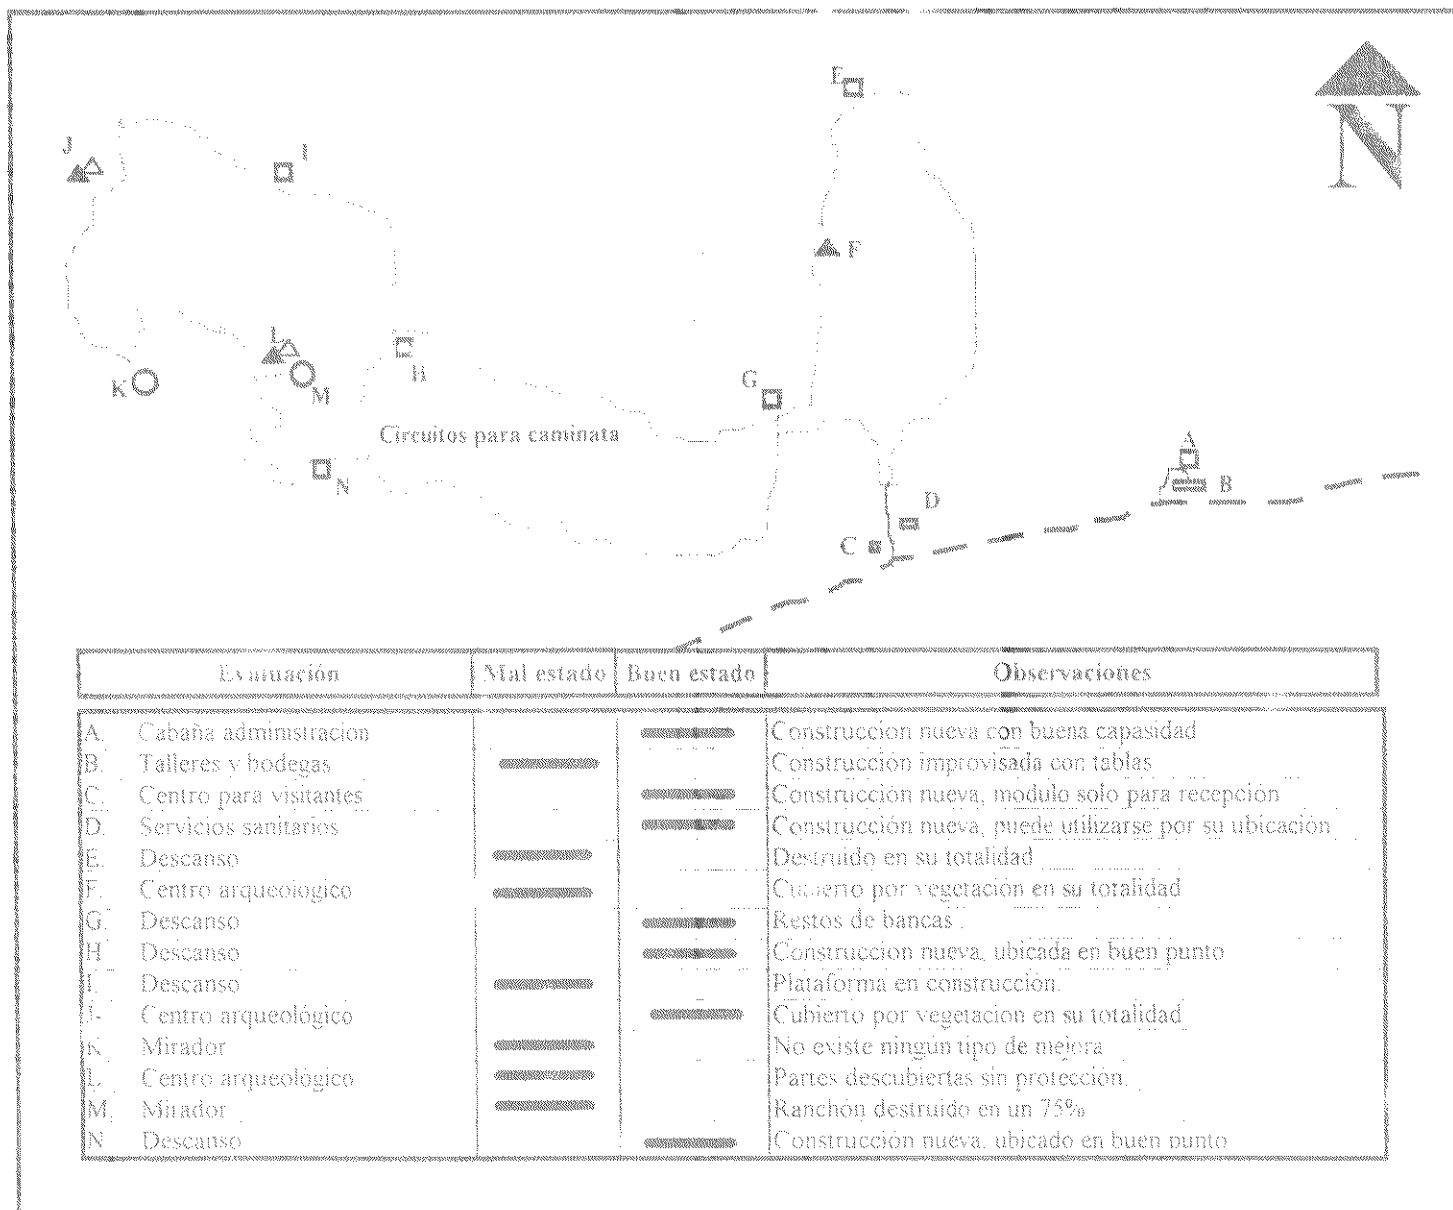 E
N
J
I
F
L
K
M
H
G
Circuitos para caminata
A
N
B
D
C
Evaluación Mal estado Buen estado Observaciones
A. Cabaña administracion Construccion nueva con buena capasidad
B. Talleres y bodegas Construcción improvisada con tablas
C. Centro para visitantes Construcción nueva, modulo solo para recepcion
D. Servicios sanitarios Construcción nueva, puede utilizarse por su ubicación
E. Descanso Destruido en su totalidad
F. Centro arqueologico Cubierto por vegetación en su totalidad
G. Descanso Restos de bancas .
H Descanso Construccion nueva, ubicada en buen punto
I. Descanso Plataforma en construcción.
J- Centro arqueológico Cubierto por vegetacion en su totalidad
K. Mirador No existe ningún tipo de mejora
L. Centro arqueológico Partes descubiertas sin protección.
M. Mirador Ranchón destruido en un 75%
N Descanso Construcción nueva, ubicado en buen punto